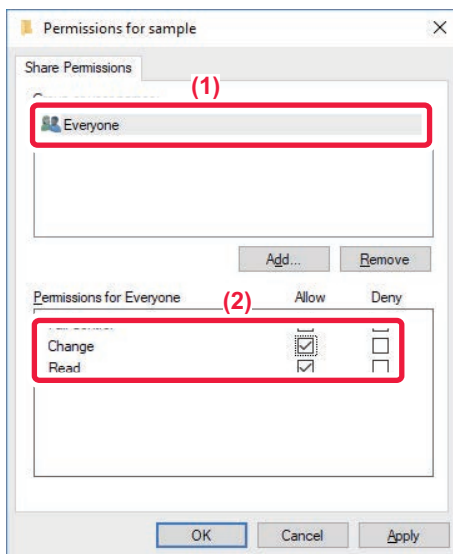 Permissions for sample
Share Permissions
(1)
Everyone
Add... Remove
Permissions for Everyone (2) Allow Deny
Change
Read
OK Cancel Apply